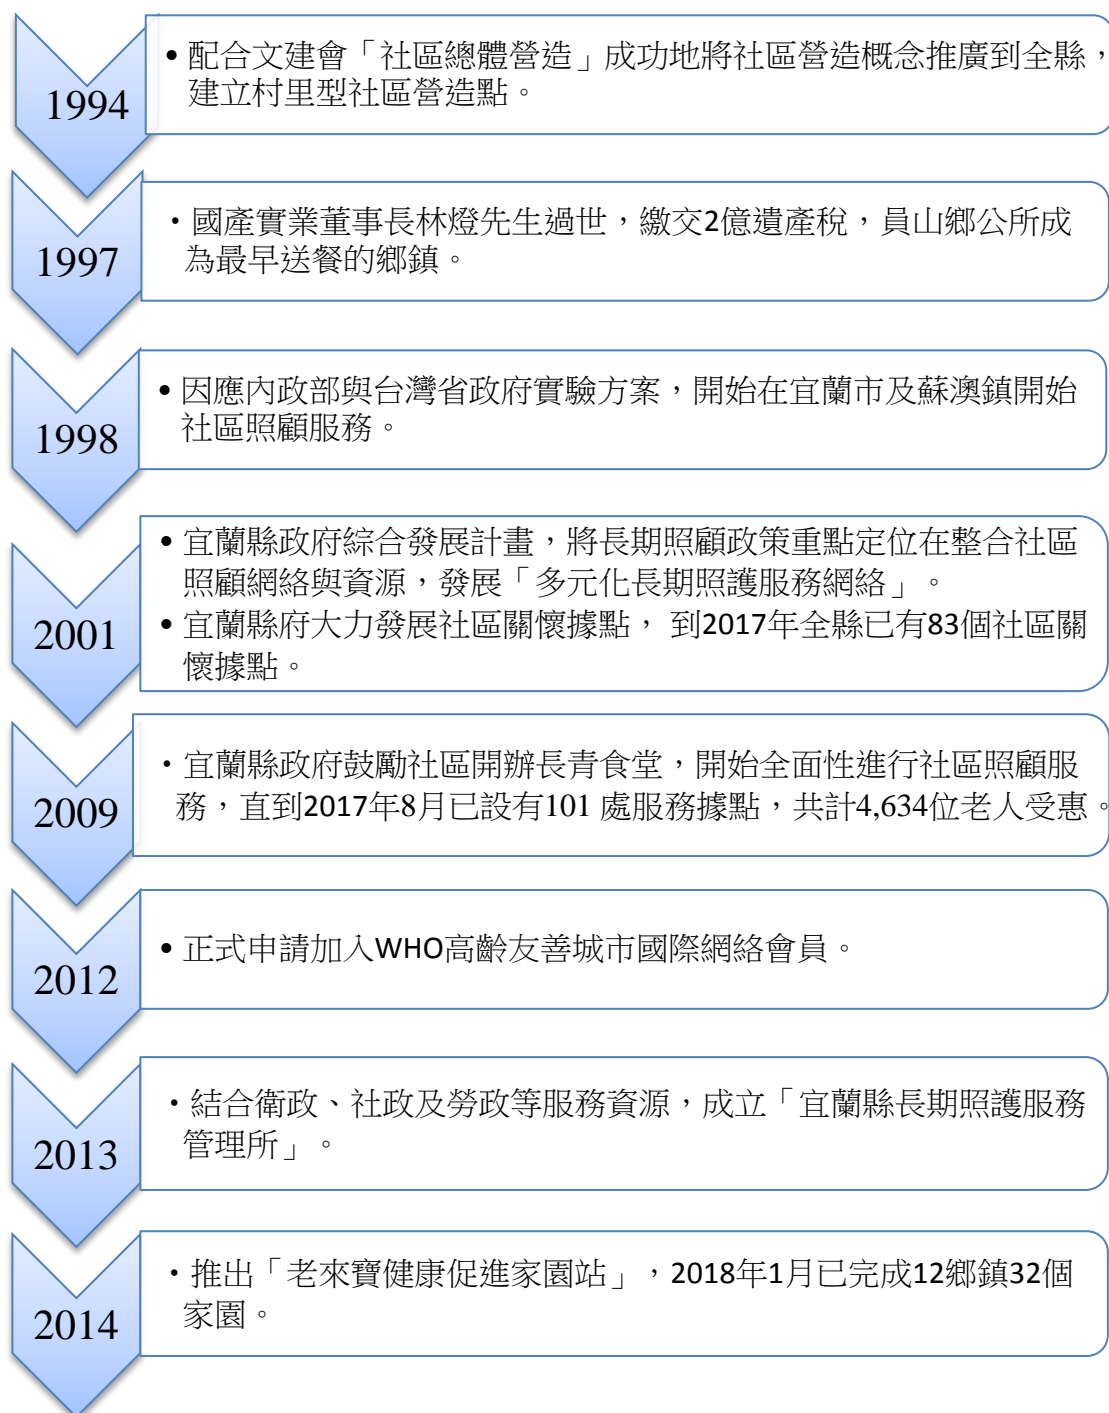 1994
• 配合文建會「社區總體營造」成功地將社區營造概念推廣到全縣，
建立村里型社區營造點。
1997
• 國產實業董事長林燈先生過世，繳交2億遺產稅，員山鄉公所成
為最早送餐的鄉鎮。
1998
• 因應內政部與台灣省政府實驗方案，開始在宜蘭市及蘇澳鎮開始
社區照顧服務。
2001
• 宜蘭縣政府綜合發展計畫，將長期照顧政策重點定位在整合社區
照顧網絡與資源，發展「多元化長期照護服務網絡」。
• 宜蘭縣府大力發展社區關懷據點， 到2017年全縣已有83個社區關
懷據點。
2009
• 宜蘭縣政府鼓勵社區開辦長青食堂，開始全面性進行社區照顧服
務，直到2017年8月已設有101 處服務據點，共計4,634位老人受惠。
2012
• 正式申請加入WHO高齡友善城市國際網絡會員。
2013
• 結合衛政、社政及勞政等服務資源，成立「宜蘭縣長期照護服務
管理所」。
2014
• 推出「老來寶健康促進家園站」，2018年1月已完成12鄉鎮32個
家園。